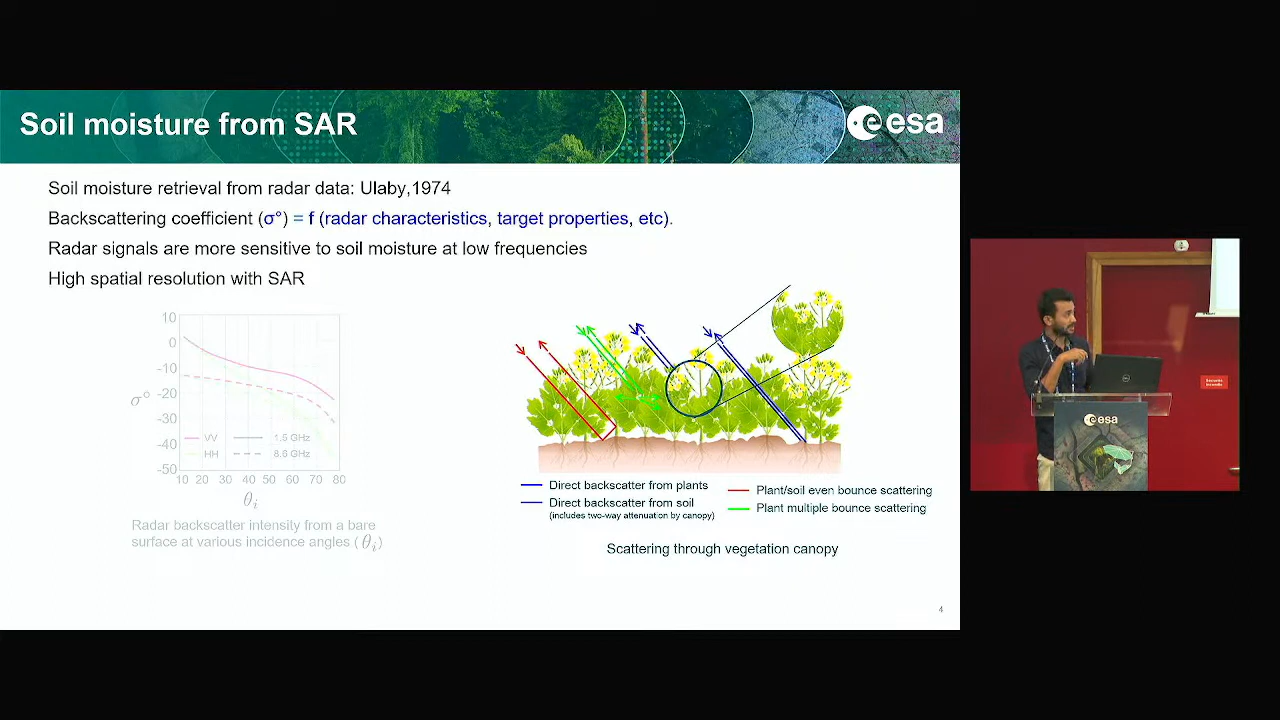 Soil moisture from SAR
esa
Soil moisture retrieval from radar data: Ulaby,1974
Backscattering coefficient (σ°) = f (radar characteristics, target properties, etc).
Radar signals are more sensitive to soil moisture at low frequencies
High spatial resolution with SAR
10
0
-10
-20
-30
-40
-50
σ°
VV
1.5 GHz
HH
8.6 GHz
10 20 30 40 50 60 70 80
θi
Radar backscatter intensity from a bare
surface at various incidence angles (θi)
Direct backscatter from plants
Direct backscatter from soil
(includes two-way attenuation by canopy)
Plant/soil even bounce scattering
Plant multiple bounce scattering
Scattering through vegetation canopy
4
esa